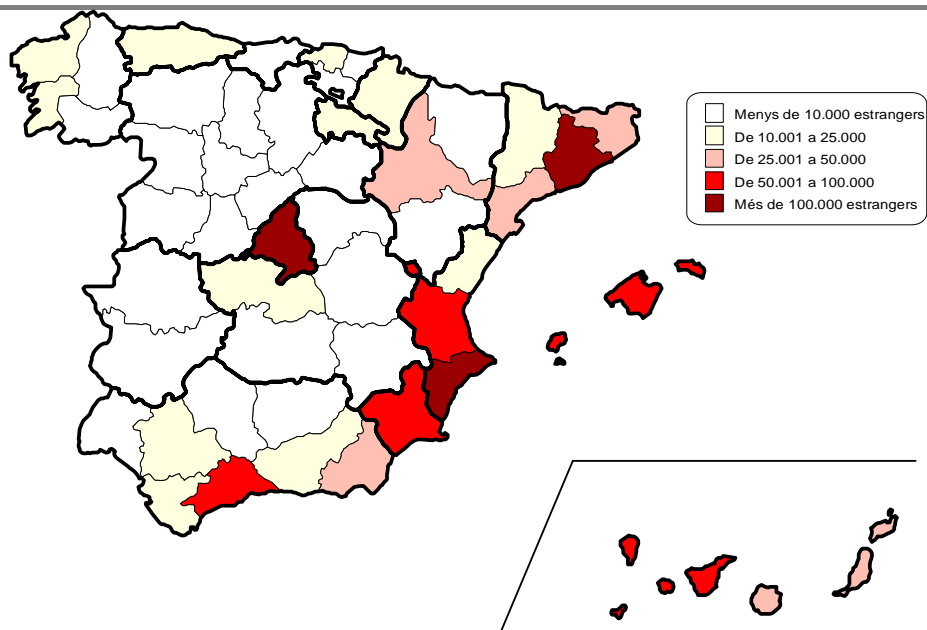 Menys de 10.000 estrangers
De 10.001 a 25.000
De 25.001 a 50.000
De 50.001 a 100.000
Més de 100.000 estrangers